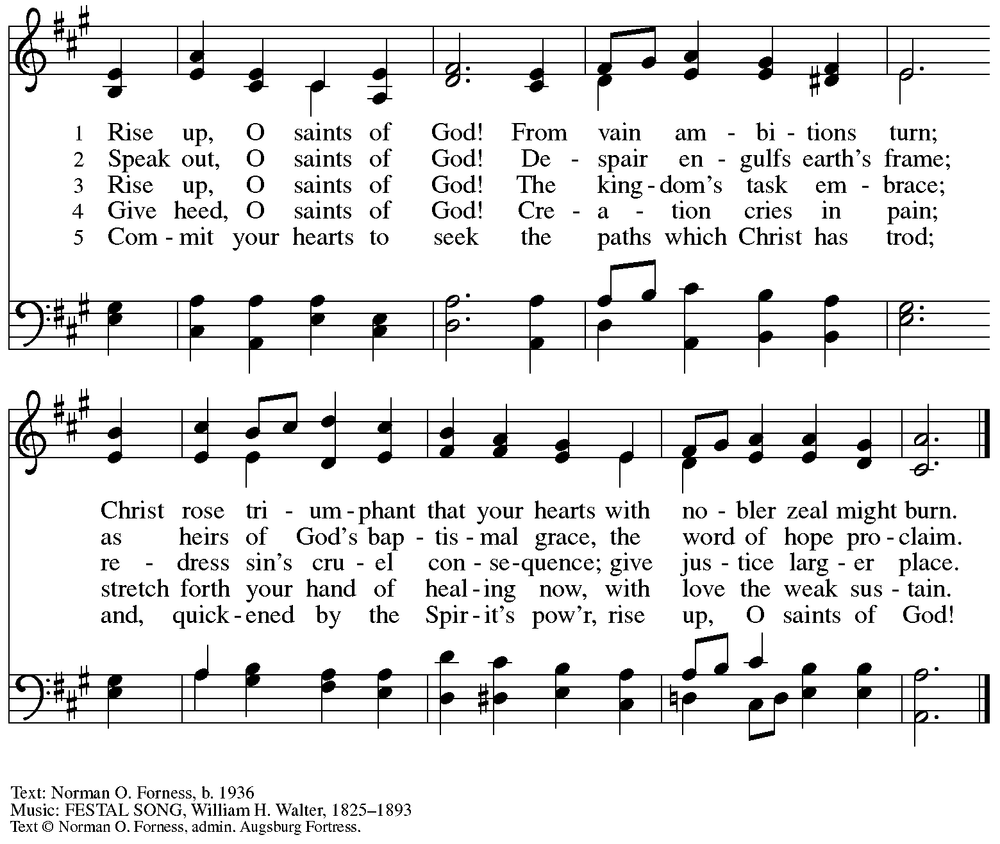 1 Rise up, O saints of God! From vain am - bi - tions turn;
2 Speak out, O saints of God! De - spair en - gulfs earth's frame;
3 Rise up, O saints of God! The king - dom's task em - brace;
4 Give heed, O saints of God! Cre - a - tion cries in pain;
5 Com - mit your hearts to seek the paths which Christ has trod;
Christ rose tri - um - phant that your hearts with no - bler zeal might burn.
as heirs of God's bap - tis - mal grace, the word of hope pro - claim.
re - dress sin's cru - el con - se - quence; give jus - tice larg - er place.
stretch forth your hand of heal - ing now, with love the weak sus - tain.
and, quick - ened by the Spir - it's pow'r, rise up, O saints of God!
Text: Norman O. Forness, b. 1936
Music: FESTAL SONG, William H. Walter, 1825–1893
Text © Norman O. Forness, admin. Augsburg Fortress.